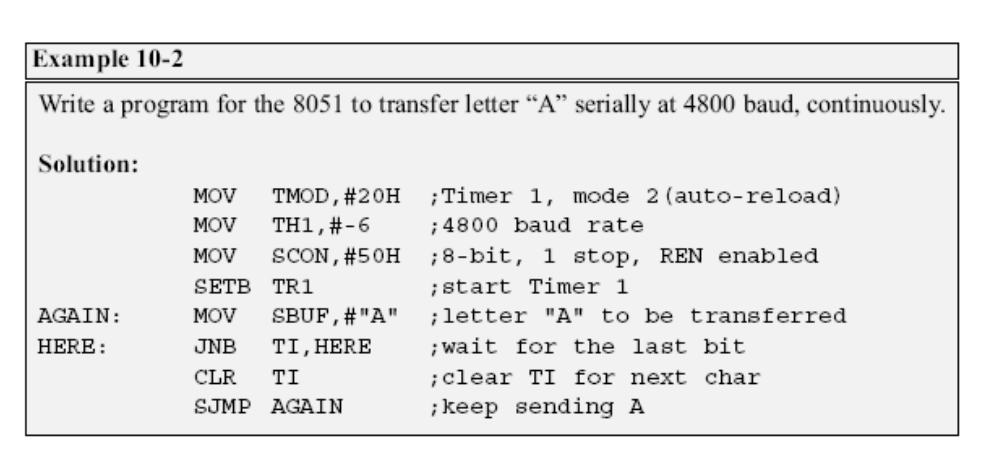 Example 10-2
Write a program for the 8051 to transfer letter “A” serially at 4800 baud, continuously.
Solution:
MOV TMOD,#20H ;Timer 1, mode 2(auto-reload)
MOV TH1,#-6 ;4800 baud rate
MOV SCON,#50H ;8-bit, 1 stop, REN enabled
SETB TR1 ;start Timer 1
AGAIN: MOV SBUF,#"A" ;letter "A" to be transferred
HERE: JNB TI,HERE ;wait for the last bit
CLR TI ;clear TI for next char
SJMP AGAIN ;keep sending A